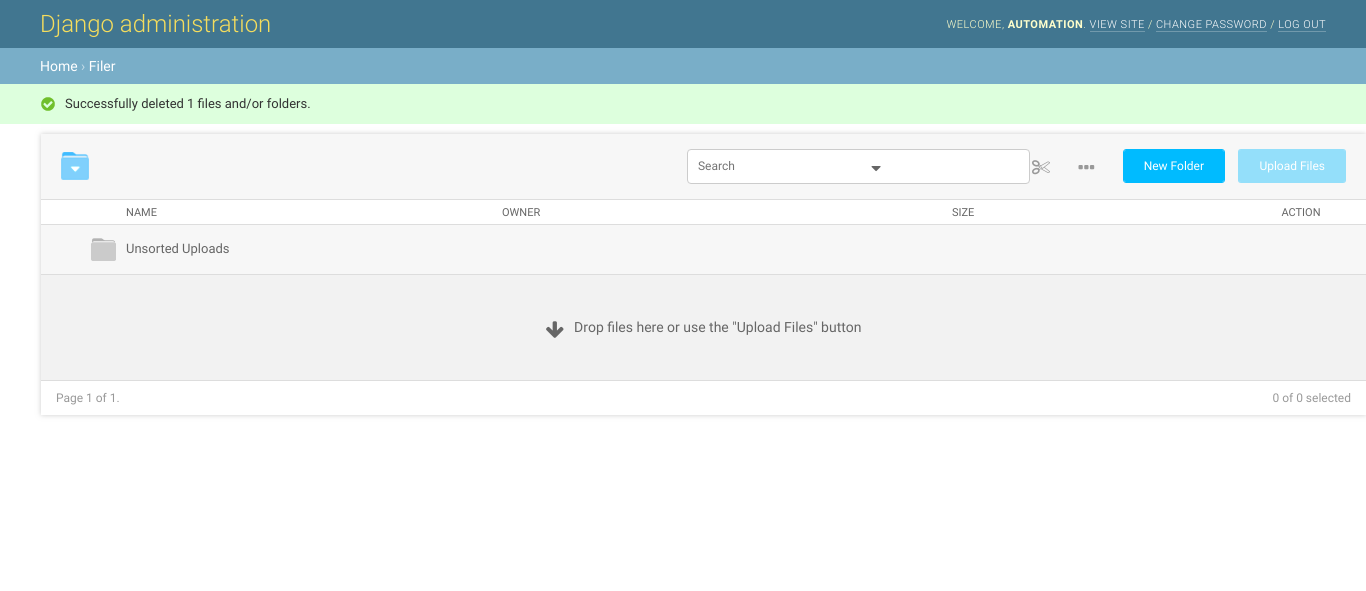 Django administration
WELCOME, AUTOMATION. VIEW SITE / CHANGE PASSWORD / LOG OUT
Home › Filer
Successfully deleted 1 files and/or folders.
Search
New Folder
Upload Files
NAME OWNER SIZE ACTION
Unsorted Uploads
Drop files here or use the "Upload Files" button
Page 1 of 1.
0 of 0 selected